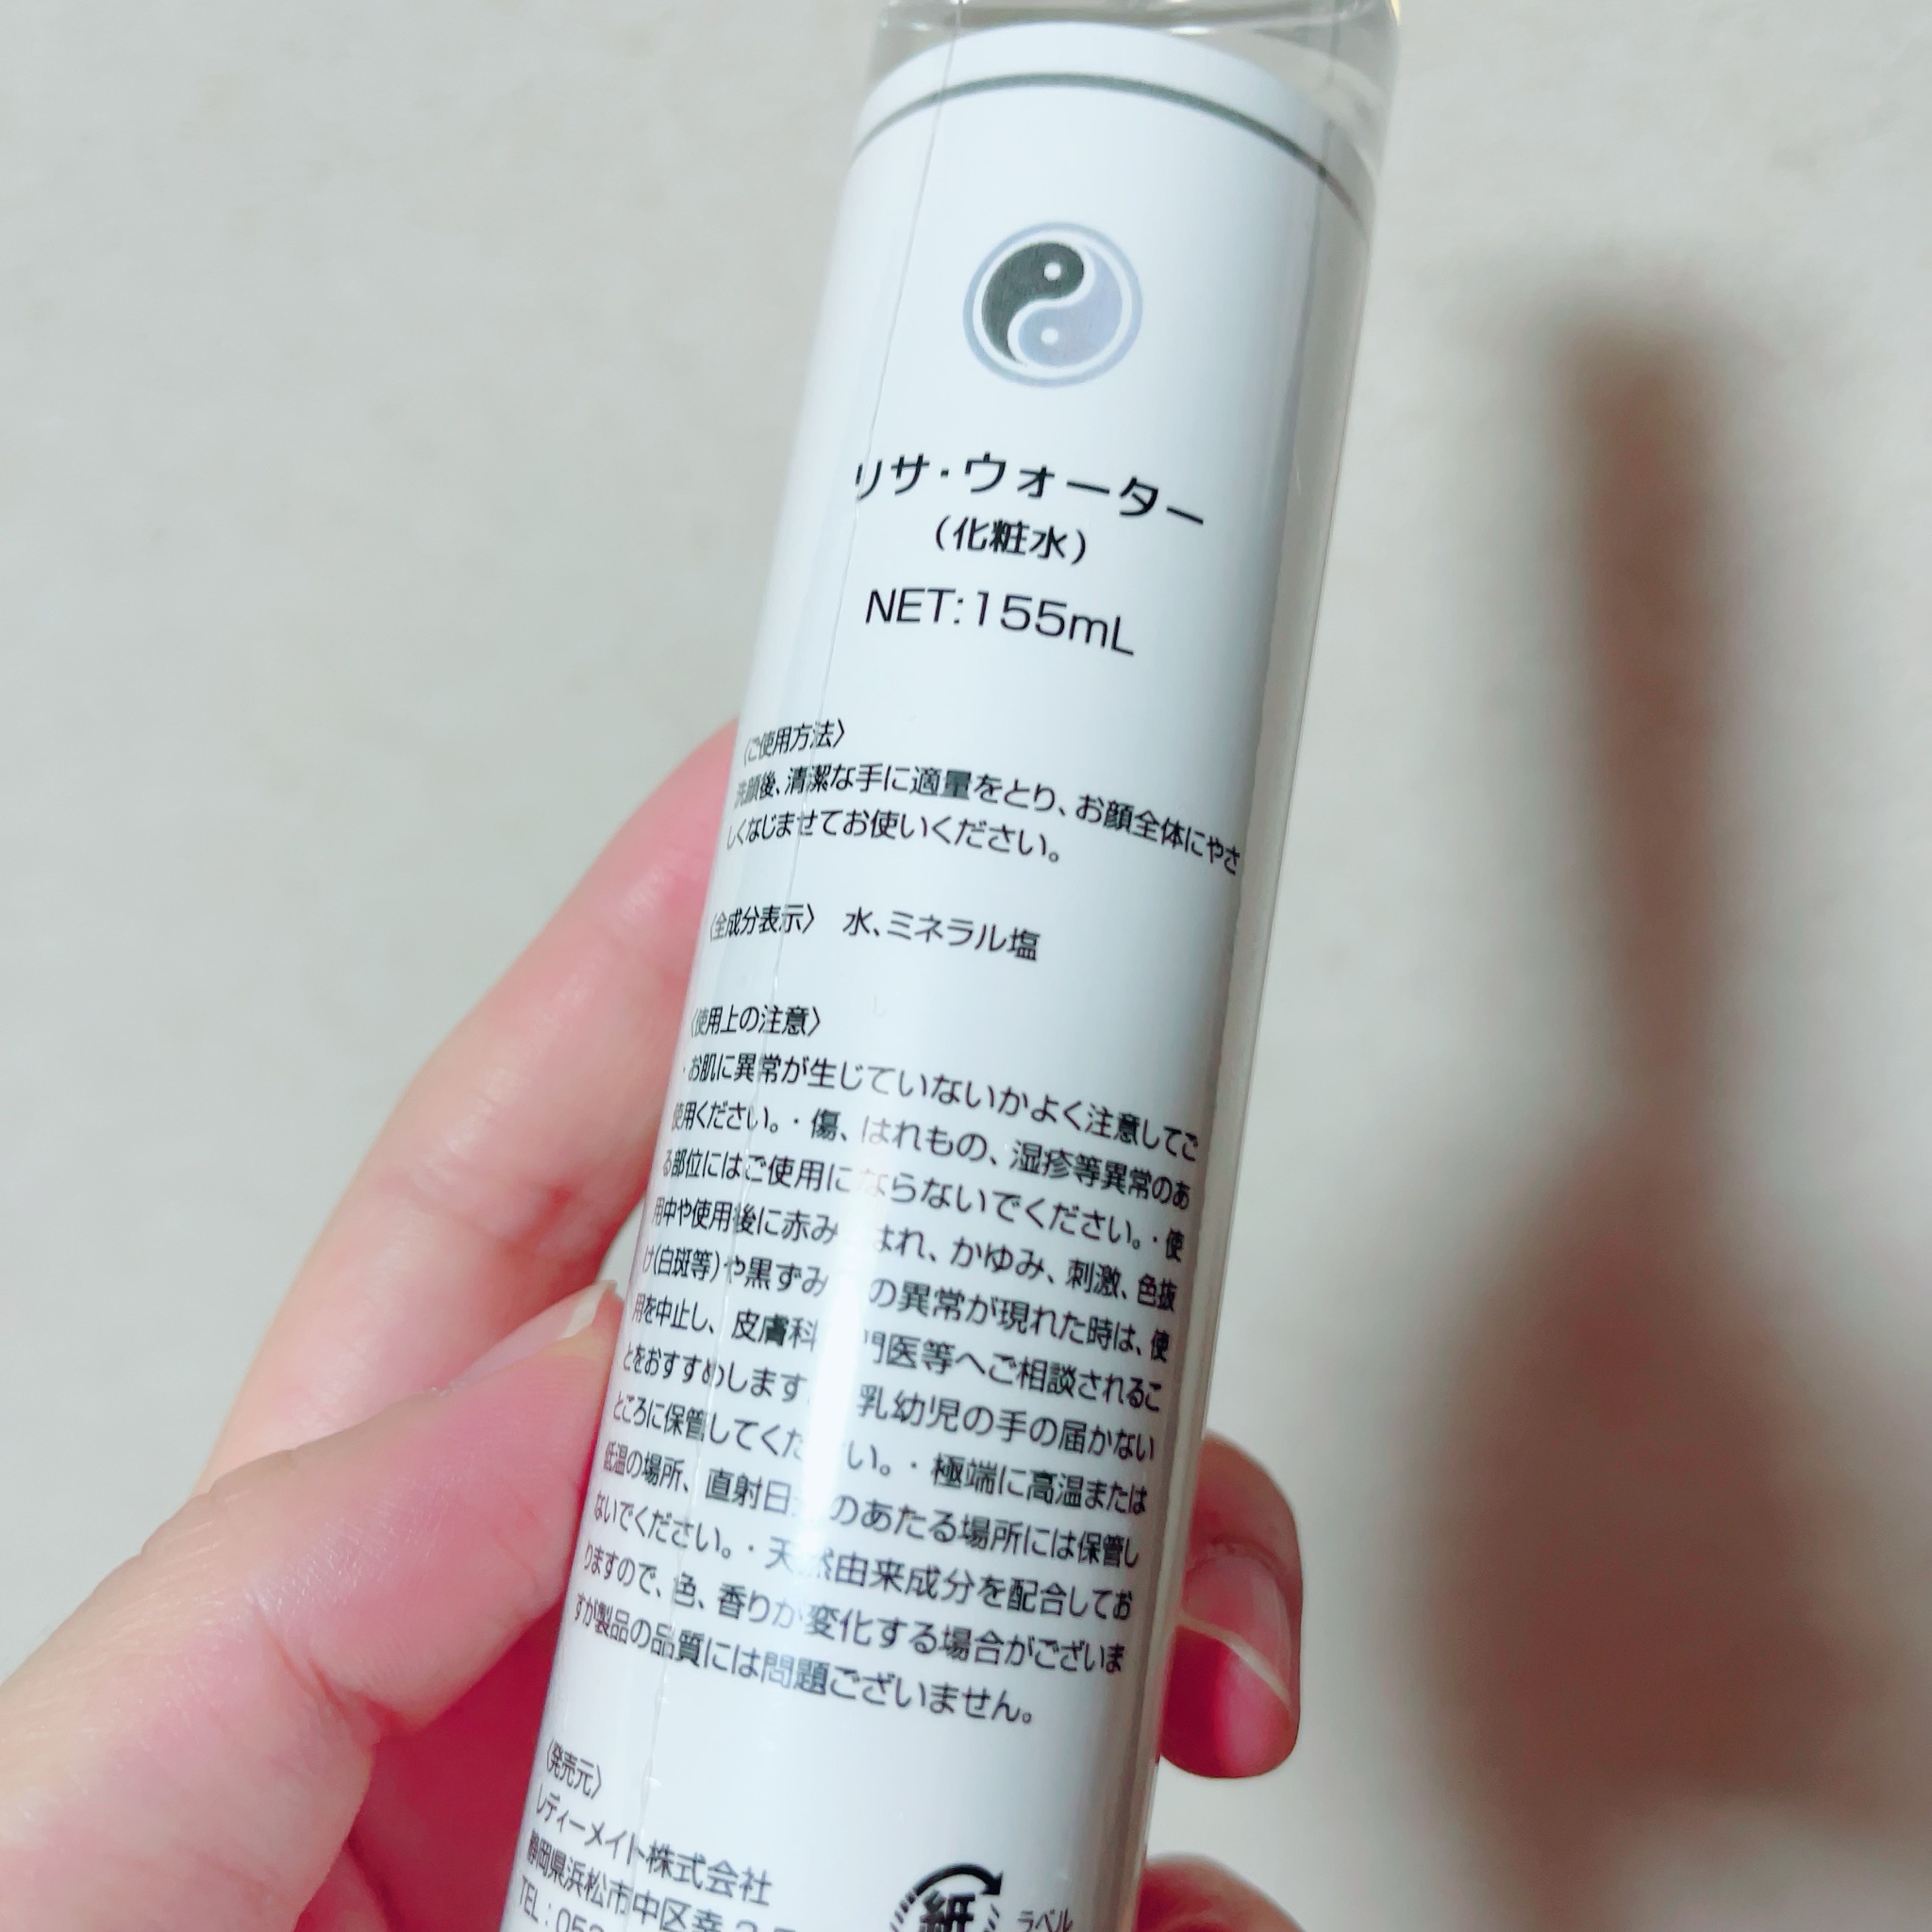 リサ・ウォーター
(化粧水)
NET:155mL
〈ご使用方法〉
洗顔後、清潔な手に適量をとり、お顔全体にやさ
しくなじませてお使いください。
〈全成分表示〉 水、ミネラル塩
〈使用上の注意〉
・お肌に異常が生じていないかよく注意してご
使用ください。・傷、はれもの、湿疹等異常のあ
る部位にはご使用にならないでください。・使
用中や使用後に赤み、はれ、かゆみ、刺激、色抜
け(白斑等)や黒ずみ の異常が現れた時は、使
用を中止し、皮膚科 門医等へご相談されるこ
とをおすすめします。 乳幼児の手の届かない
ところに保管してください。・極端に高温または
低温の場所、直射日 のあたる場所には保管し
ないでください。・天然由来成分を配合してお
りますので、色、香りが変化する場合がございま
すが製品の品質には問題ございません。
〈発売元〉
レディーメイト株式会社
静岡県浜松市中区幸
TEL:053
紙
ラベル